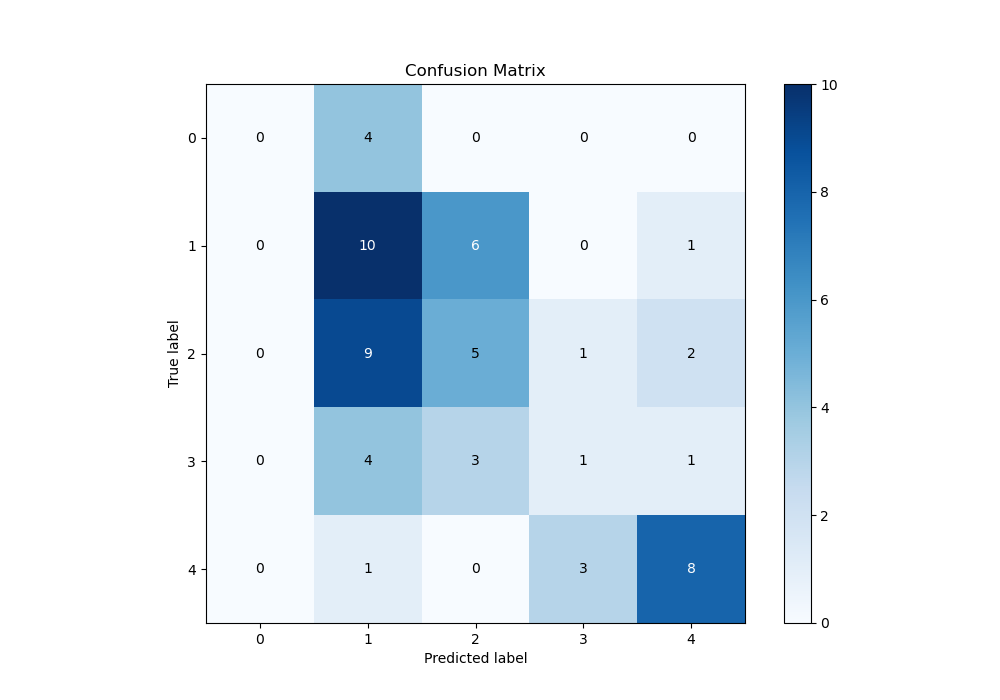 Confusion Matrix
0 0 4 0 0 0
1 0 10 6 0 1
2 0 9 5 1 2
3 0 4 3 1 1
4 0 1 0 3 8
0 1 2 3 4
Predicted label
True label
10
8
6
4
2
0